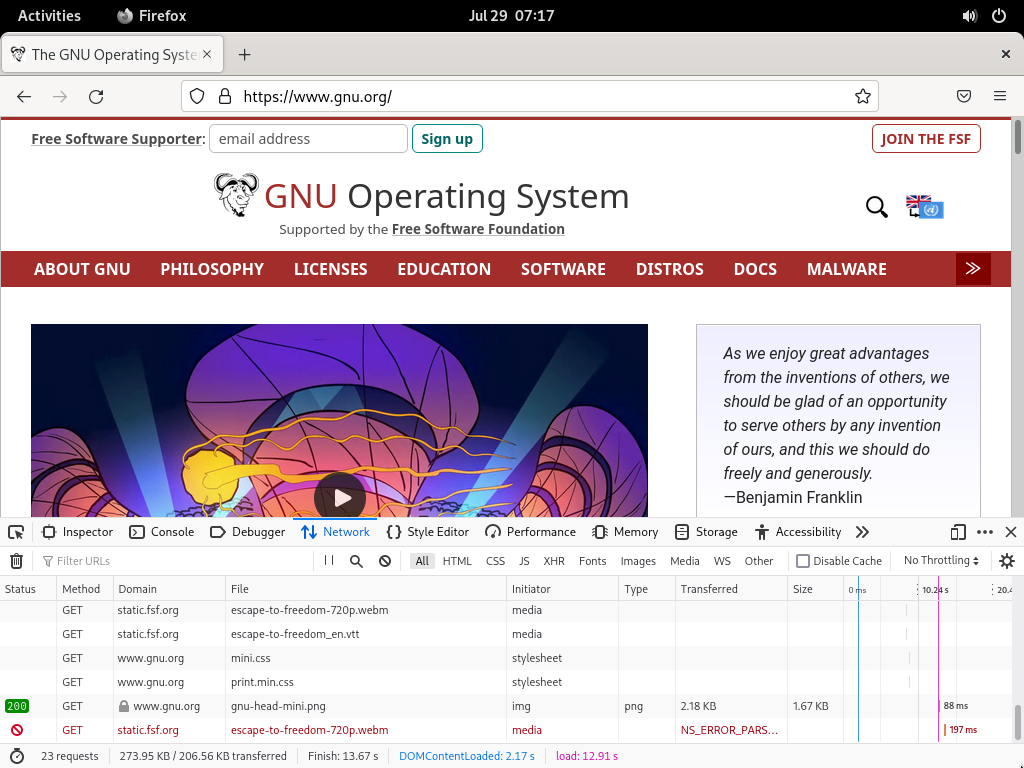 Activities Firefox Jul 29 07:17
The GNU Operating Syste
https://www.gnu.org/
Free Software Supporter: email address Sign up JOIN THE FSF
GNU Operating System
Supported by the Free Software Foundation
ABOUT GNU PHILOSOPHY LICENSES EDUCATION SOFTWARE DISTROS DOCS MALWARE
As we enjoy great advantages
from the inventions of others, we
should be glad of an opportunity
to serve others by any invention
of ours, and this we should do
freely and generously.
—Benjamin Franklin
Inspector Console Debugger Network Style Editor Performance Memory Storage Accessibility
Filter URLs All HTML CSS JS XHR Fonts Images Media WS Other Disable Cache No Throttling
Status Method Domain File Initiator Type Transferred Size 0 ms 10.24 s 20.4
GET static.fsf.org escape-to-freedom-720p.webm media
GET static.fsf.org escape-to-freedom_en.vtt media
GET www.gnu.org mini.css stylesheet
GET www.gnu.org print.min.css stylesheet
200 GET www.gnu.org gnu-head-mini.png img png 2.18 KB 1.67 KB 88 ms
GET static.fsf.org escape-to-freedom-720p.webm media NS_ERROR_PARS… 197 ms
23 requests 273.95 KB / 206.56 KB transferred Finish: 13.67 s DOMContentLoaded: 2.17 s load: 12.91 s